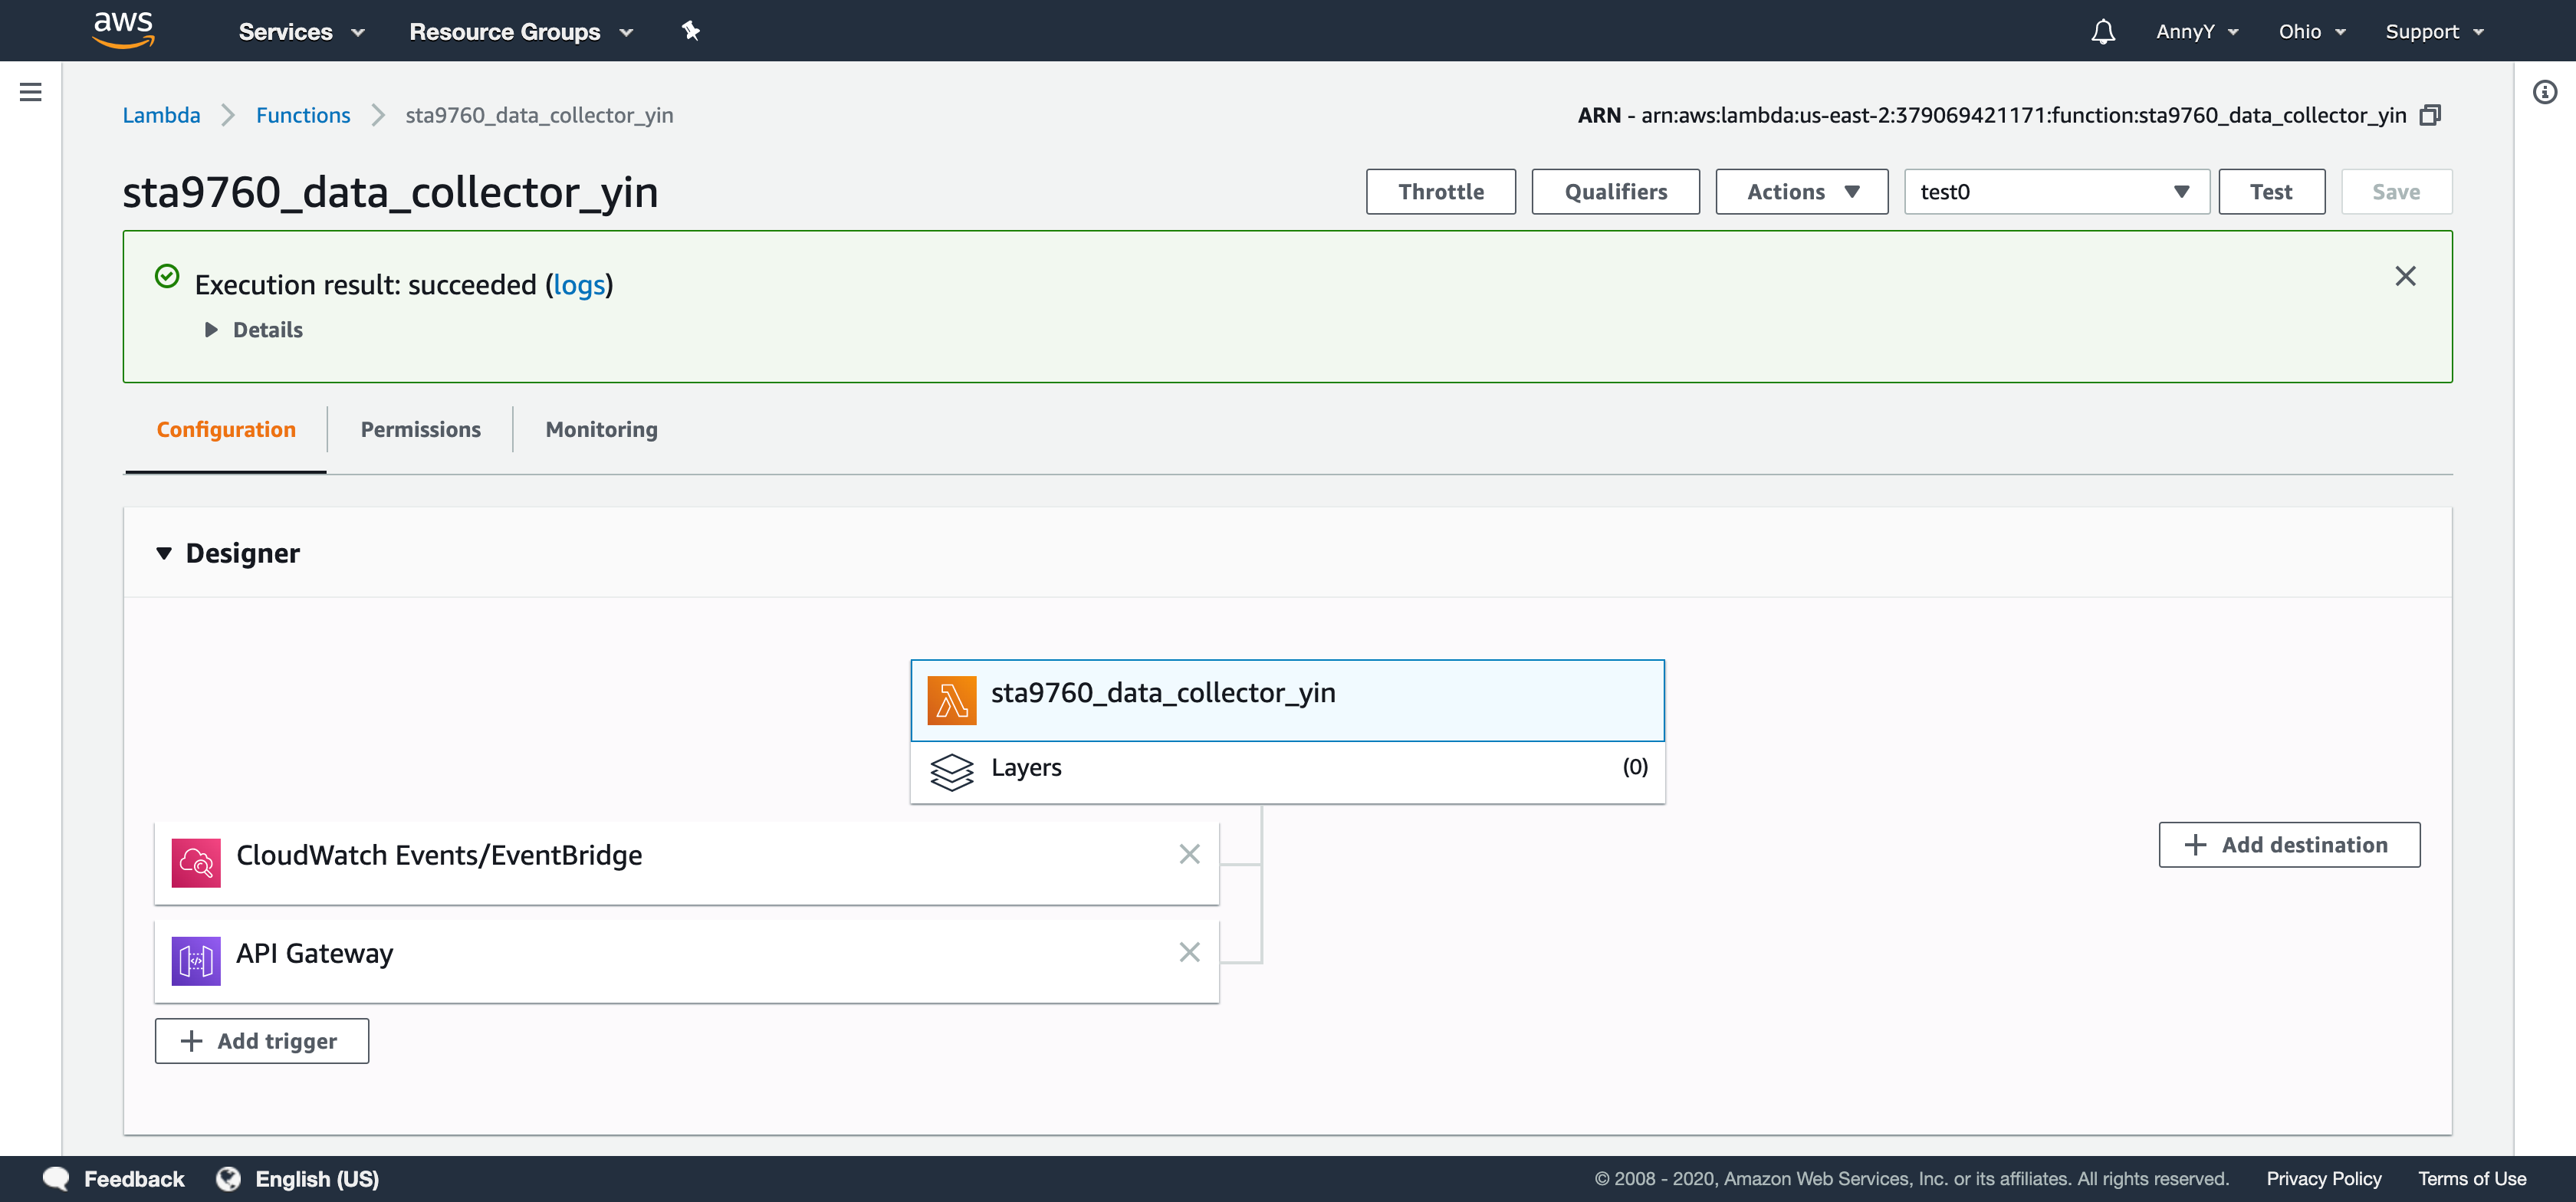 aws Services Resource Groups AnnyY Ohio Support
Lambda Functions sta9760_data_collector_yin ARN - arn:aws:lambda:us-east-2:379069421171:function:sta9760_data_collector_yin
sta9760_data_collector_yin Throttle Qualifiers Actions test0 Test Save
Execution result: succeeded (logs)
Details
Configuration Permissions Monitoring
Designer
sta9760_data_collector_yin
Layers (0)
CloudWatch Events/EventBridge
Add destination
API Gateway
Add trigger
Feedback English (US) © 2008 - 2020, Amazon Web Services, Inc. or its affiliates. All rights reserved. Privacy Policy Terms of Use